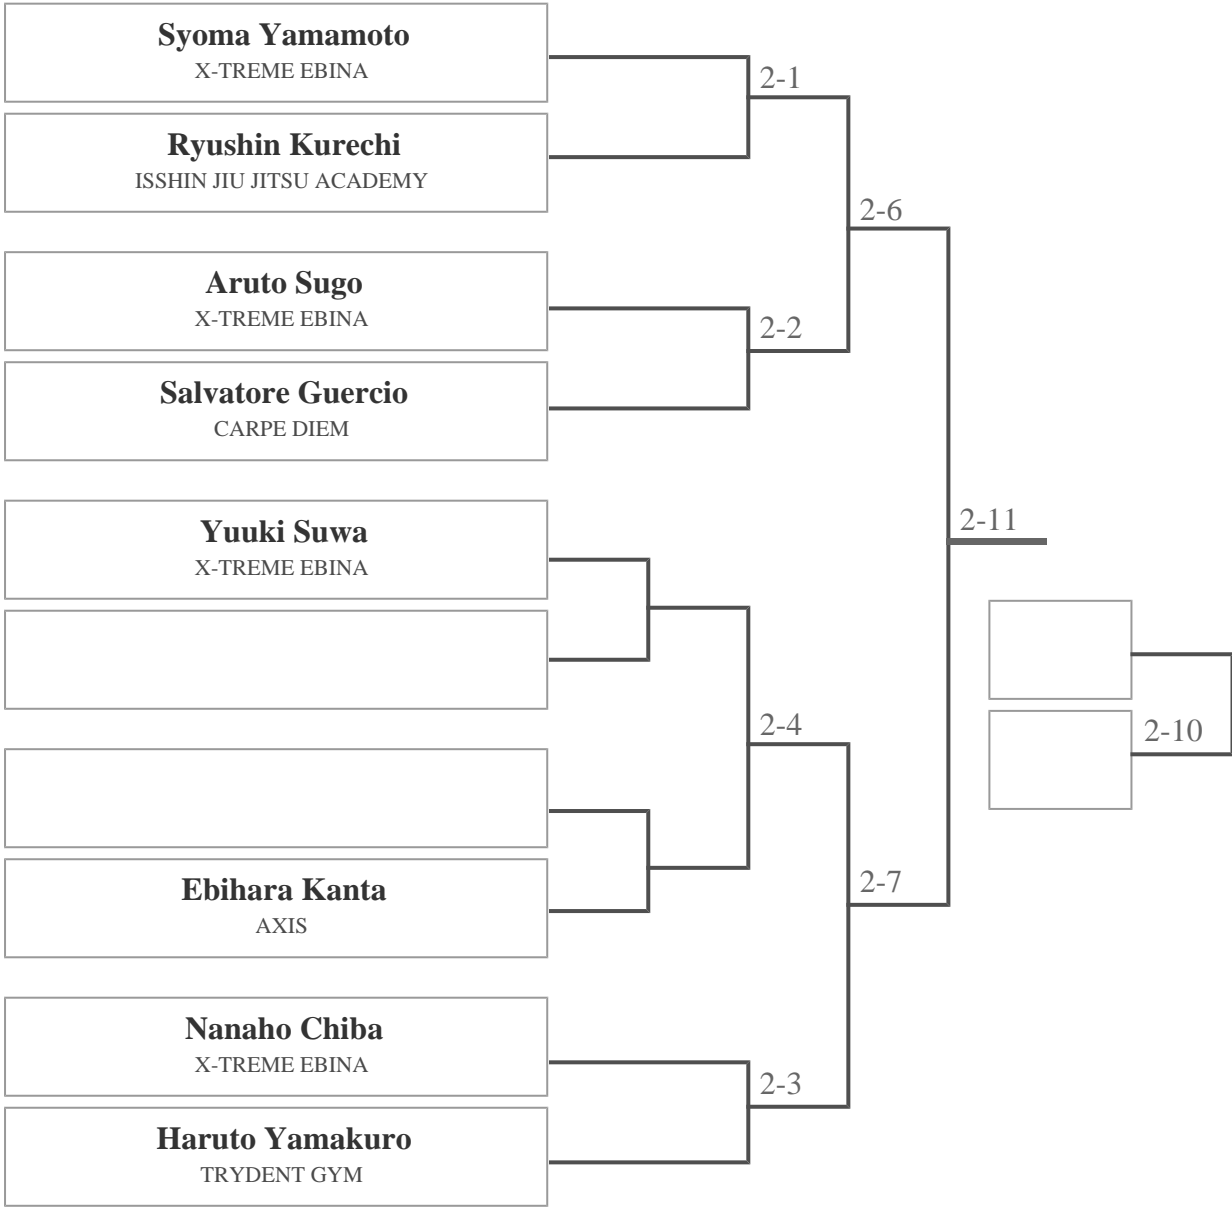 Syoma Yamamoto
X-TREME EBINA
2-1
Ryushin Kurechi
ISSHIN JIU JITSU ACADEMY
2-6
Aruto Sugo
X-TREME EBINA
2-2
Salvatore Guercio
CARPE DIEM
Yuuki Suwa
X-TREME EBINA
2-11
2-4
2-10
Ebihara Kanta
AXIS
2-7
Nanaho Chiba
X-TREME EBINA
2-3
Haruto Yamakuro
TRYDENT GYM